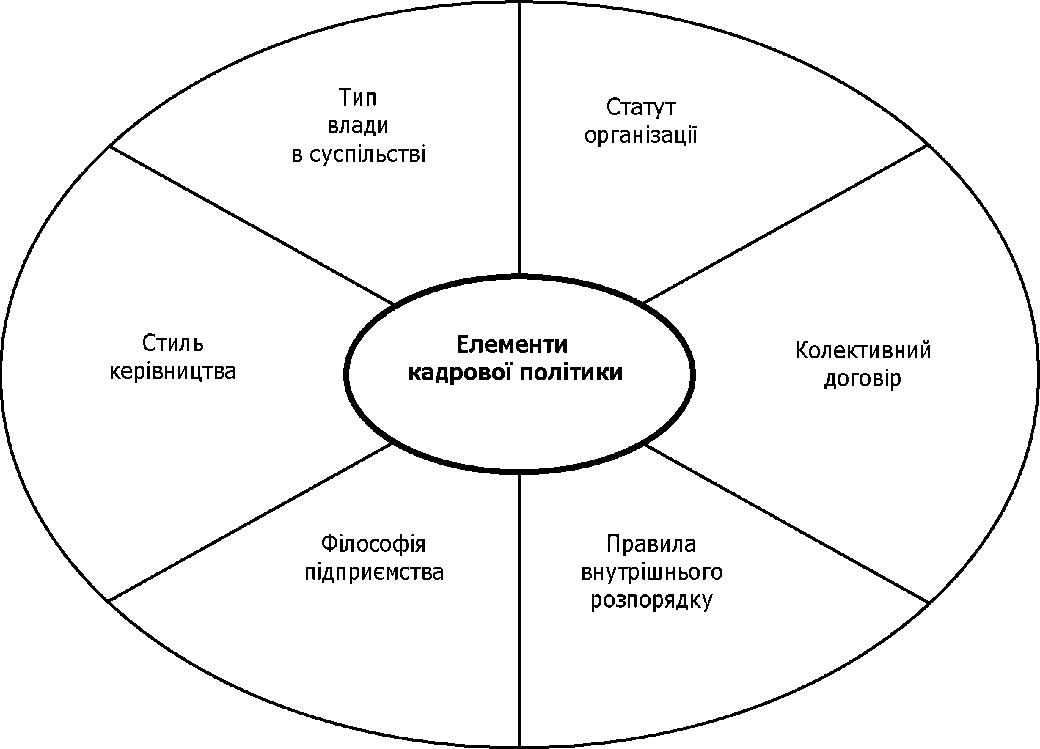 Тип
влади
в суспільстві
Статут
організації
Стиль
керівництва
Елементи
кадрової політики
Колективний
договір
Філософія
підприємства
Правила
внутрішнього
розпорядку